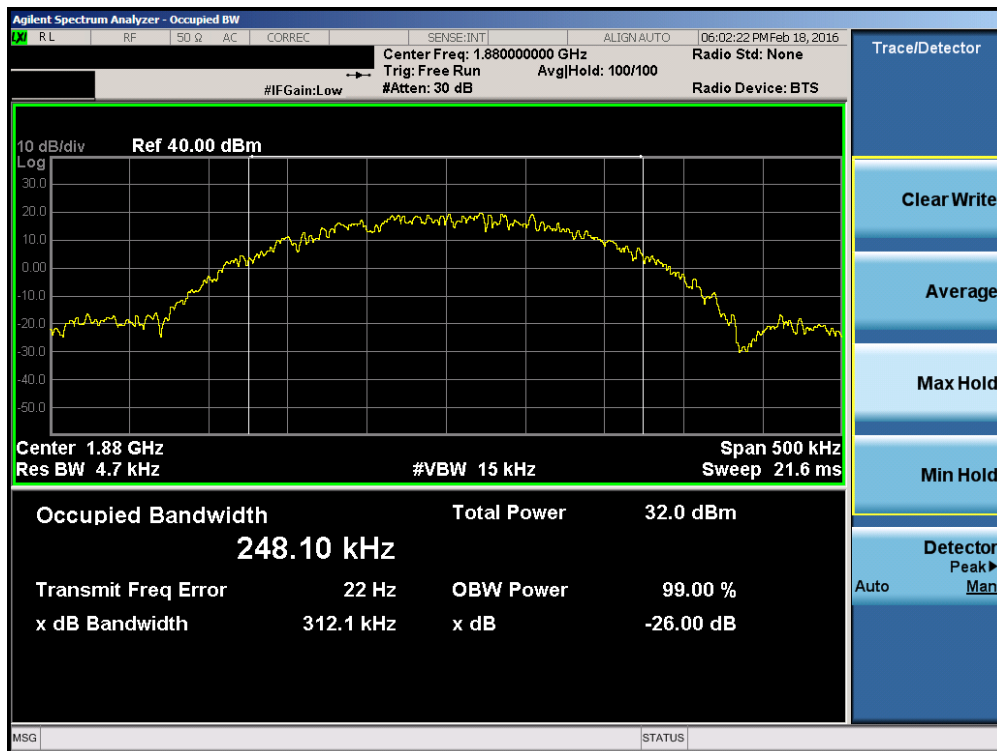 Agilent Spectrum Analyzer - Occupied BW
LXI RL RF 50 Ω AC CORREC SENSE:INT ALIGN AUTO 06:02:22 PM Feb 18, 2016
Center Freq: 1.880000000 GHz Radio Std: None
Trig: Free Run Avg|Hold: 100/100
#IFGain:Low #Atten: 30 dB Radio Device: BTS
10 dB/div Ref 40.00 dBm
Log
30.0
20.0
10.0
0.00
-10.0
-20.0
-30.0
-40.0
-50.0
Center 1.88 GHz Span 500 kHz
Res BW 4.7 kHz #VBW 15 kHz Sweep 21.6 ms
Occupied Bandwidth Total Power 32.0 dBm
248.10 kHz
Transmit Freq Error 22 Hz OBW Power 99.00 %
x dB Bandwidth 312.1 kHz x dB -26.00 dB
MSG STATUS
Trace/Detector
Clear Write
Average
Max Hold
Min Hold
Detector
Peak▶
Auto Man